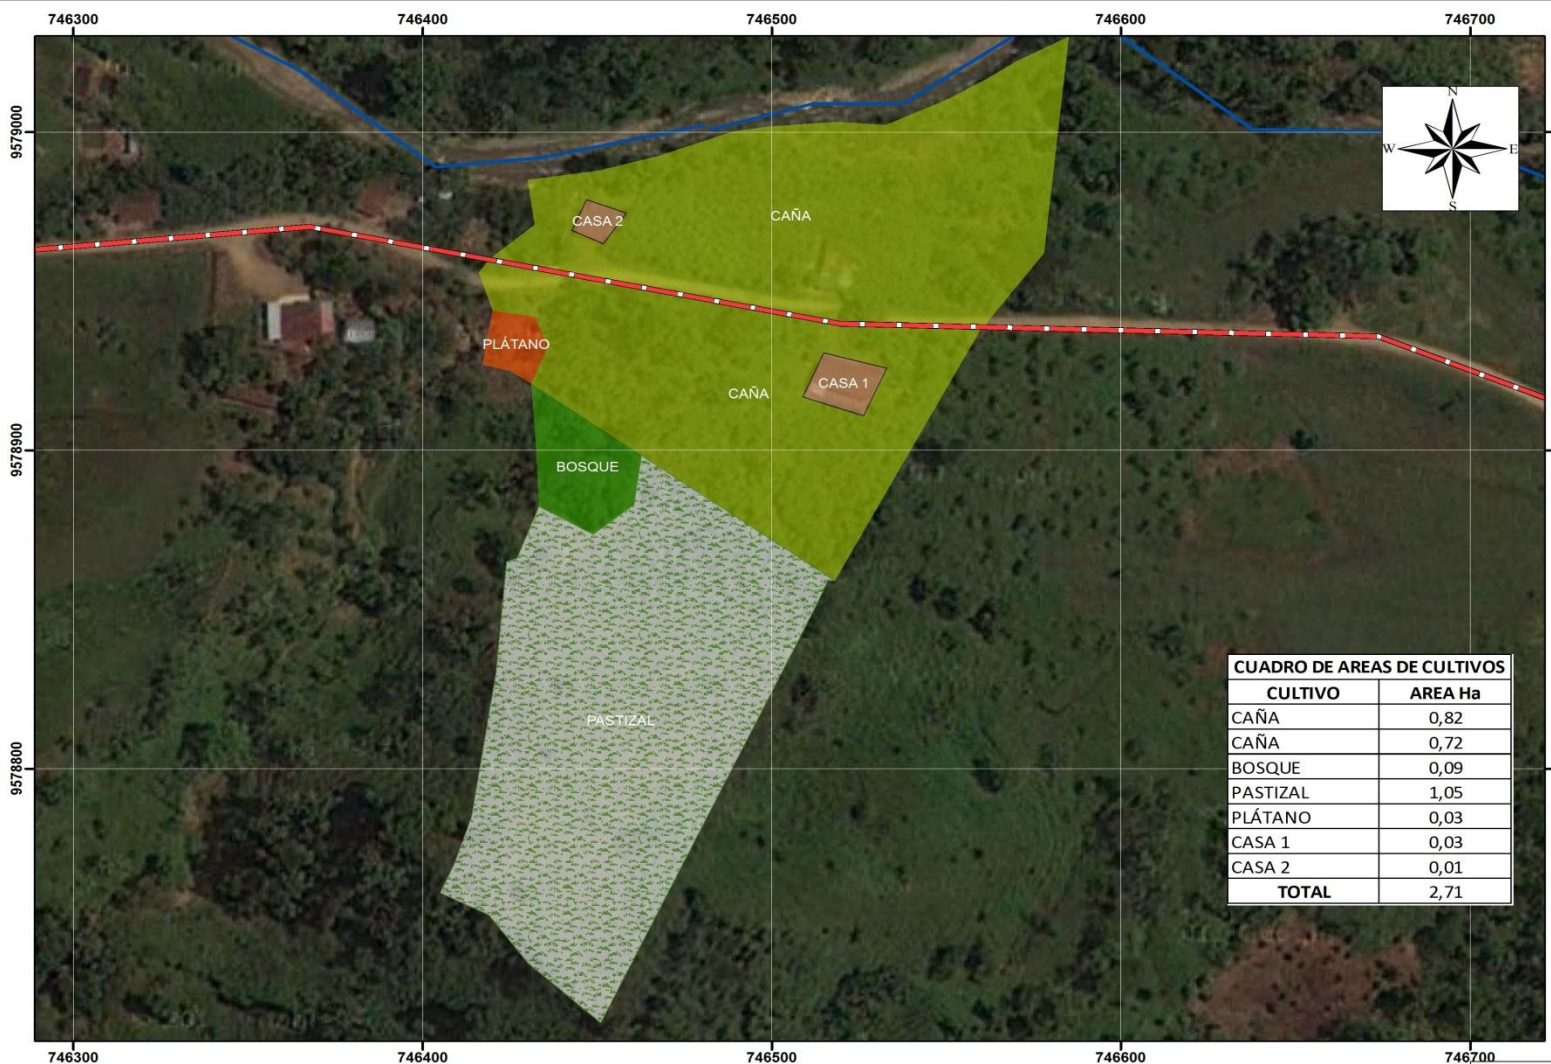 746300 746400 746500 746600 746700
9579000
N
W E
S
CASA 2
CAÑA
PLÁTANO
CASA 1
CAÑA
9578900
BOSQUE
PASTIZAL
9578800
CUADRO DE AREAS DE CULTIVOS
CULTIVO AREA Ha
CAÑA 0,82
CAÑA 0,72
BOSQUE 0,09
PASTIZAL 1,05
PLÁTANO 0,03
CASA 1 0,03
CASA 2 0,01
TOTAL 2,71
746300 746400 746500 746600 746700